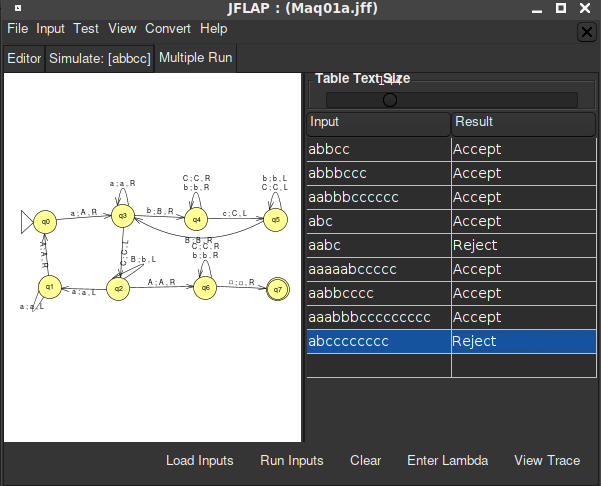 JFLAP : (Maq01a.jff)
File Input Test View Convert Help
Editor Simulate: [abbcc] Multiple Run
Table Text Size
Input Result
abbcc Accept
abbbccc Accept
aabbbcccccc Accept
abc Accept
aabc Reject
aaaaabccccc Accept
aabbcccc Accept
aaabbbccccccccc Accept
abcccccccc Reject
a ; a , R
C ; C , R
b ; b , R
b ; b , L
C ; C , L
q0
a ; A , R
q3
b ; B , R
q4
c ; C , L
q5
B ; B , R
C ; C , R
b ; b , R
A ; A , R
C ; C , L
B ; b , L
q1
a ; a , L
q2
A ; A , R
q6
□ ; □ , R
q7
a ; a , L
Load Inputs Run Inputs Clear Enter Lambda View Trace